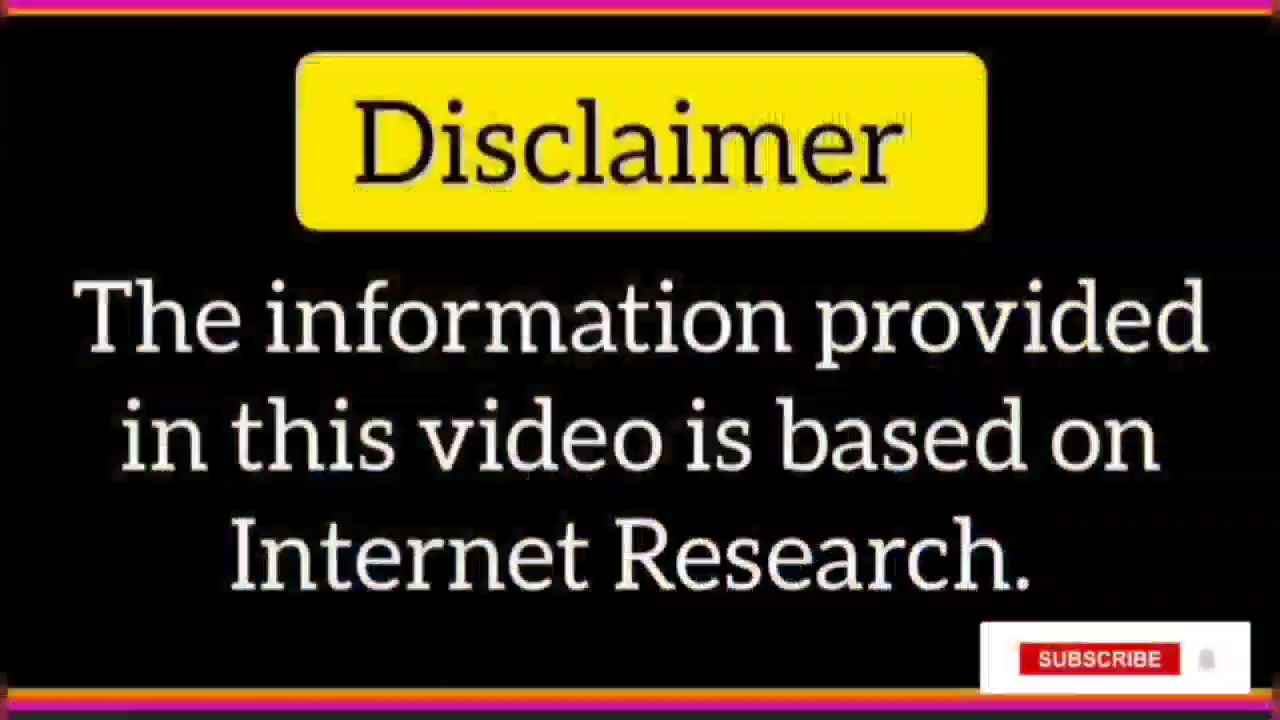 Disclaimer
The information provided
in this video is based on
Internet Research.
SUBSCRIBE